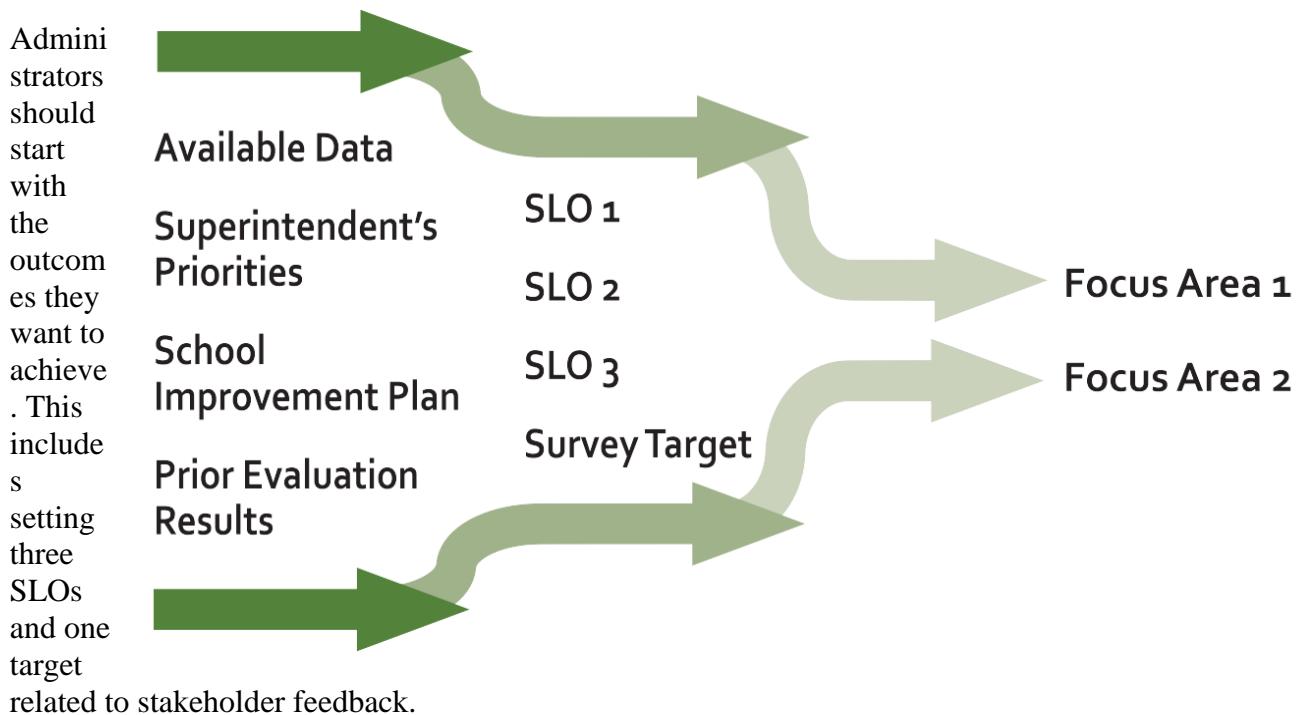 Admini
strators
should
start
with
the
outcom
es they
want to
achieve
. This
include
s
setting
three
SLOs
and one
target
related to stakeholder feedback.
Available Data
Superintendent's
Priorities
School
Improvement Plan
Prior Evaluation
Results
SLO 1
SLO 2
SLO 3
Survey Target
Focus Area 1
Focus Area 2